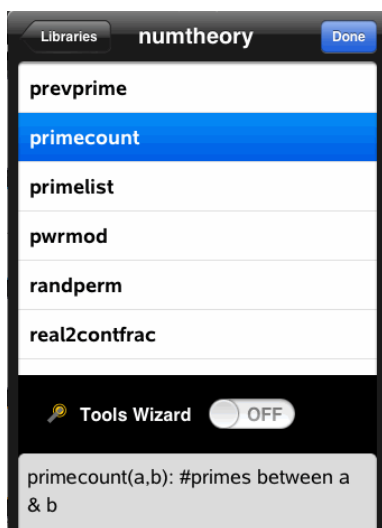 Libraries numtheory Done
prevprime
primecount
primelist
pwrmod
randperm
real2contfrac
Tools Wizard OFF
primecount(a,b): #primes between a
& b